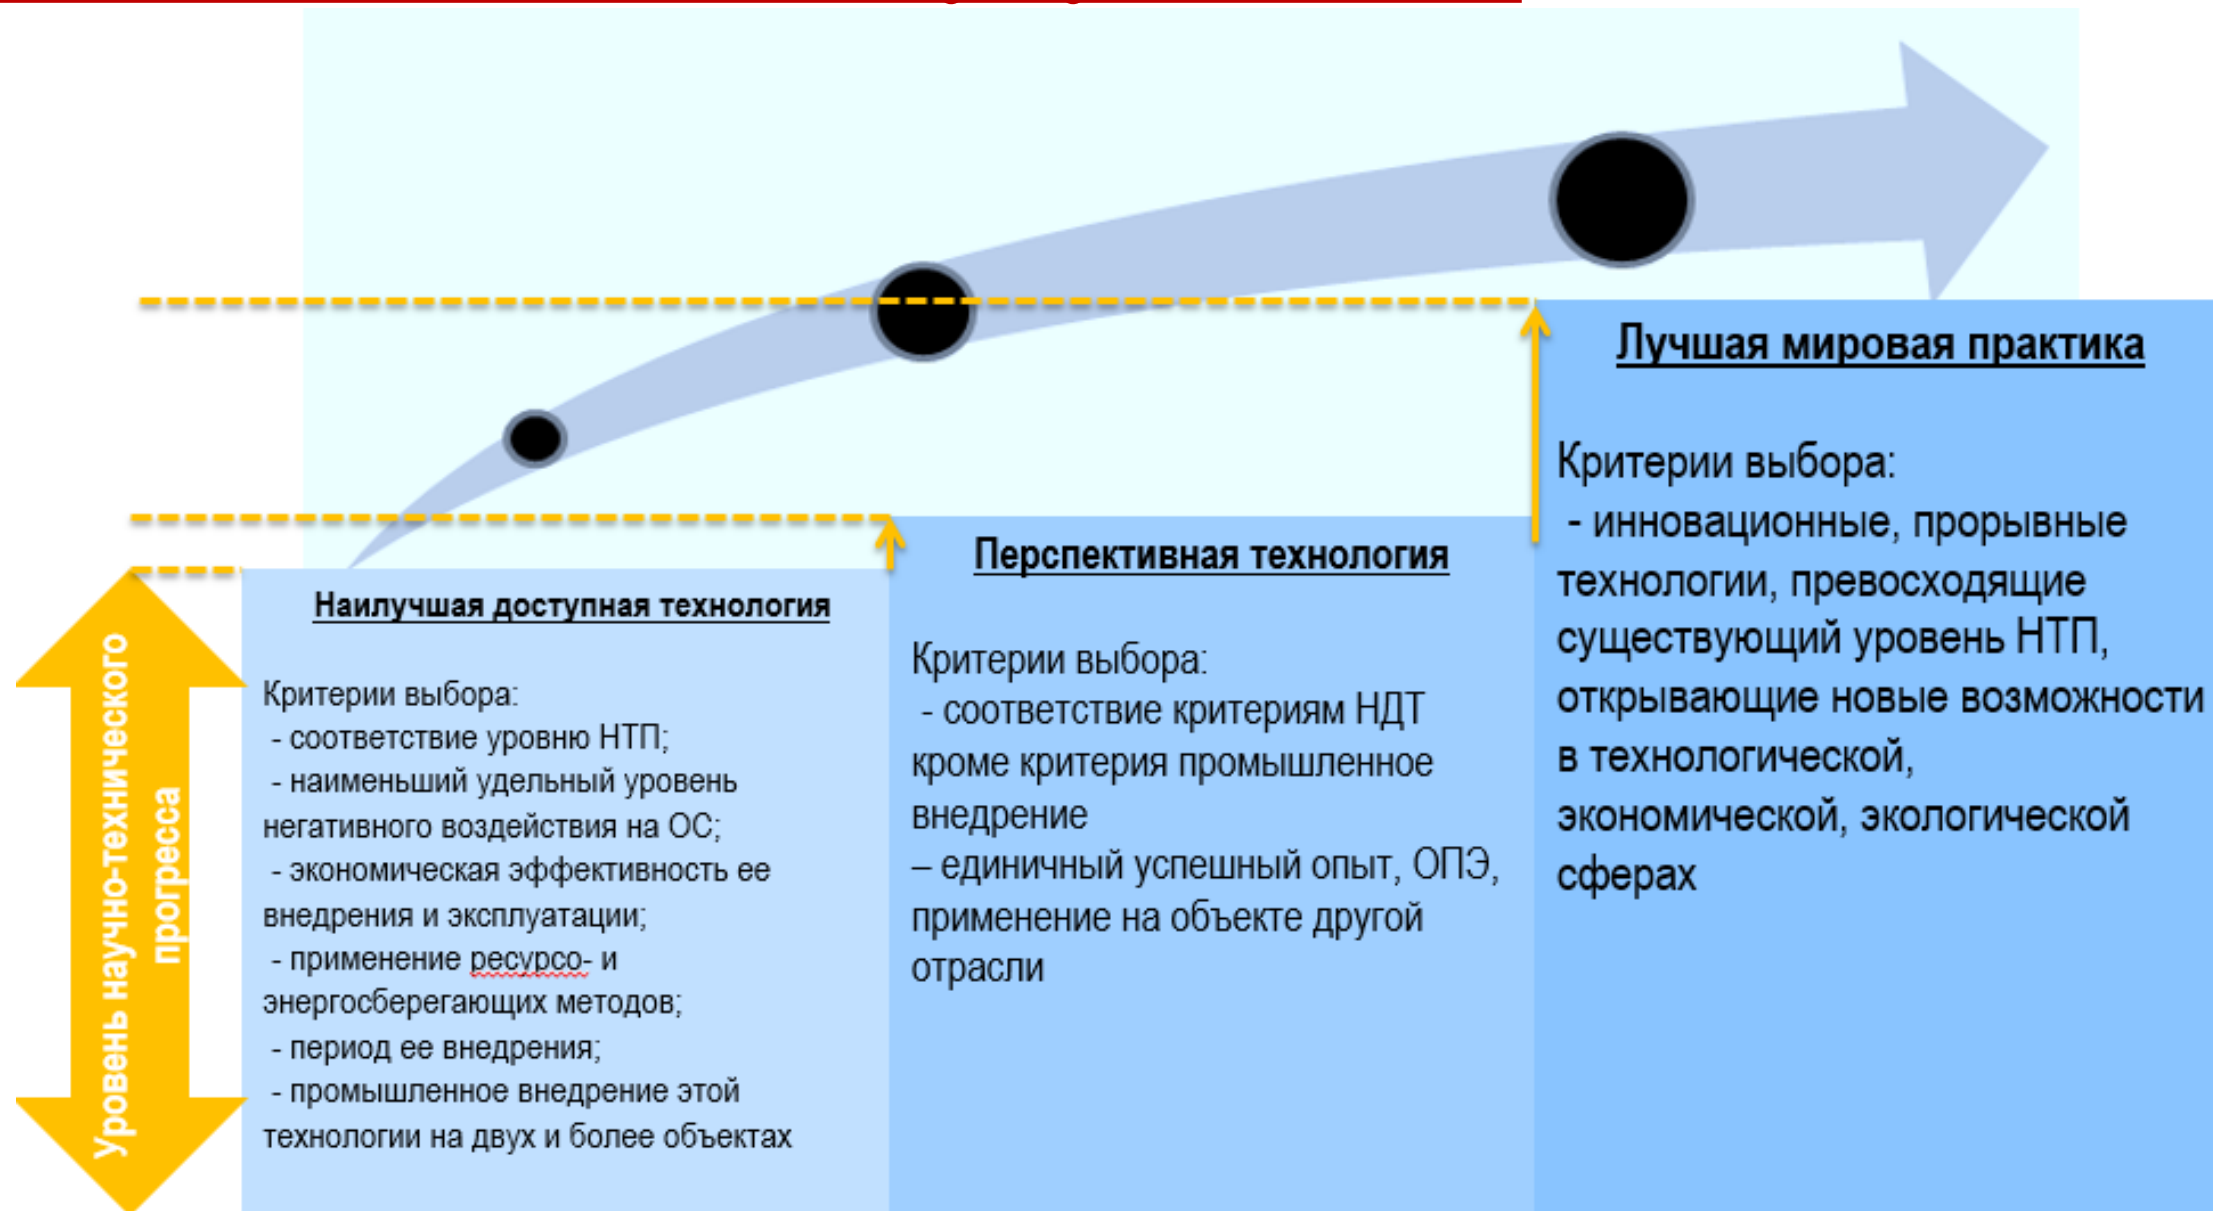 Уровень научно-технического
прогресса
Наилучшая доступная технология
Критерии выбора:
- соответствие уровню НТП;
- наименьший удельный уровень
негативного воздействия на ОС;
- экономическая эффективность ее
внедрения и эксплуатации;
- применение ресурсо- и
энергосберегающих методов;
- период ее внедрения;
- промышленное внедрение этой
технологии на двух и более объектах
Перспективная технология
Критерии выбора:
- соответствие критериям НДТ
кроме критерия промышленное
внедрение
– единичный успешный опыт, ОПЭ,
применение на объекте другой
отрасли
Лучшая мировая практика
Критерии выбора:
- инновационные, прорывные
технологии, превосходящие
существующий уровень НТП,
открывающие новые возможности
в технологической,
экономической, экологической
сферах